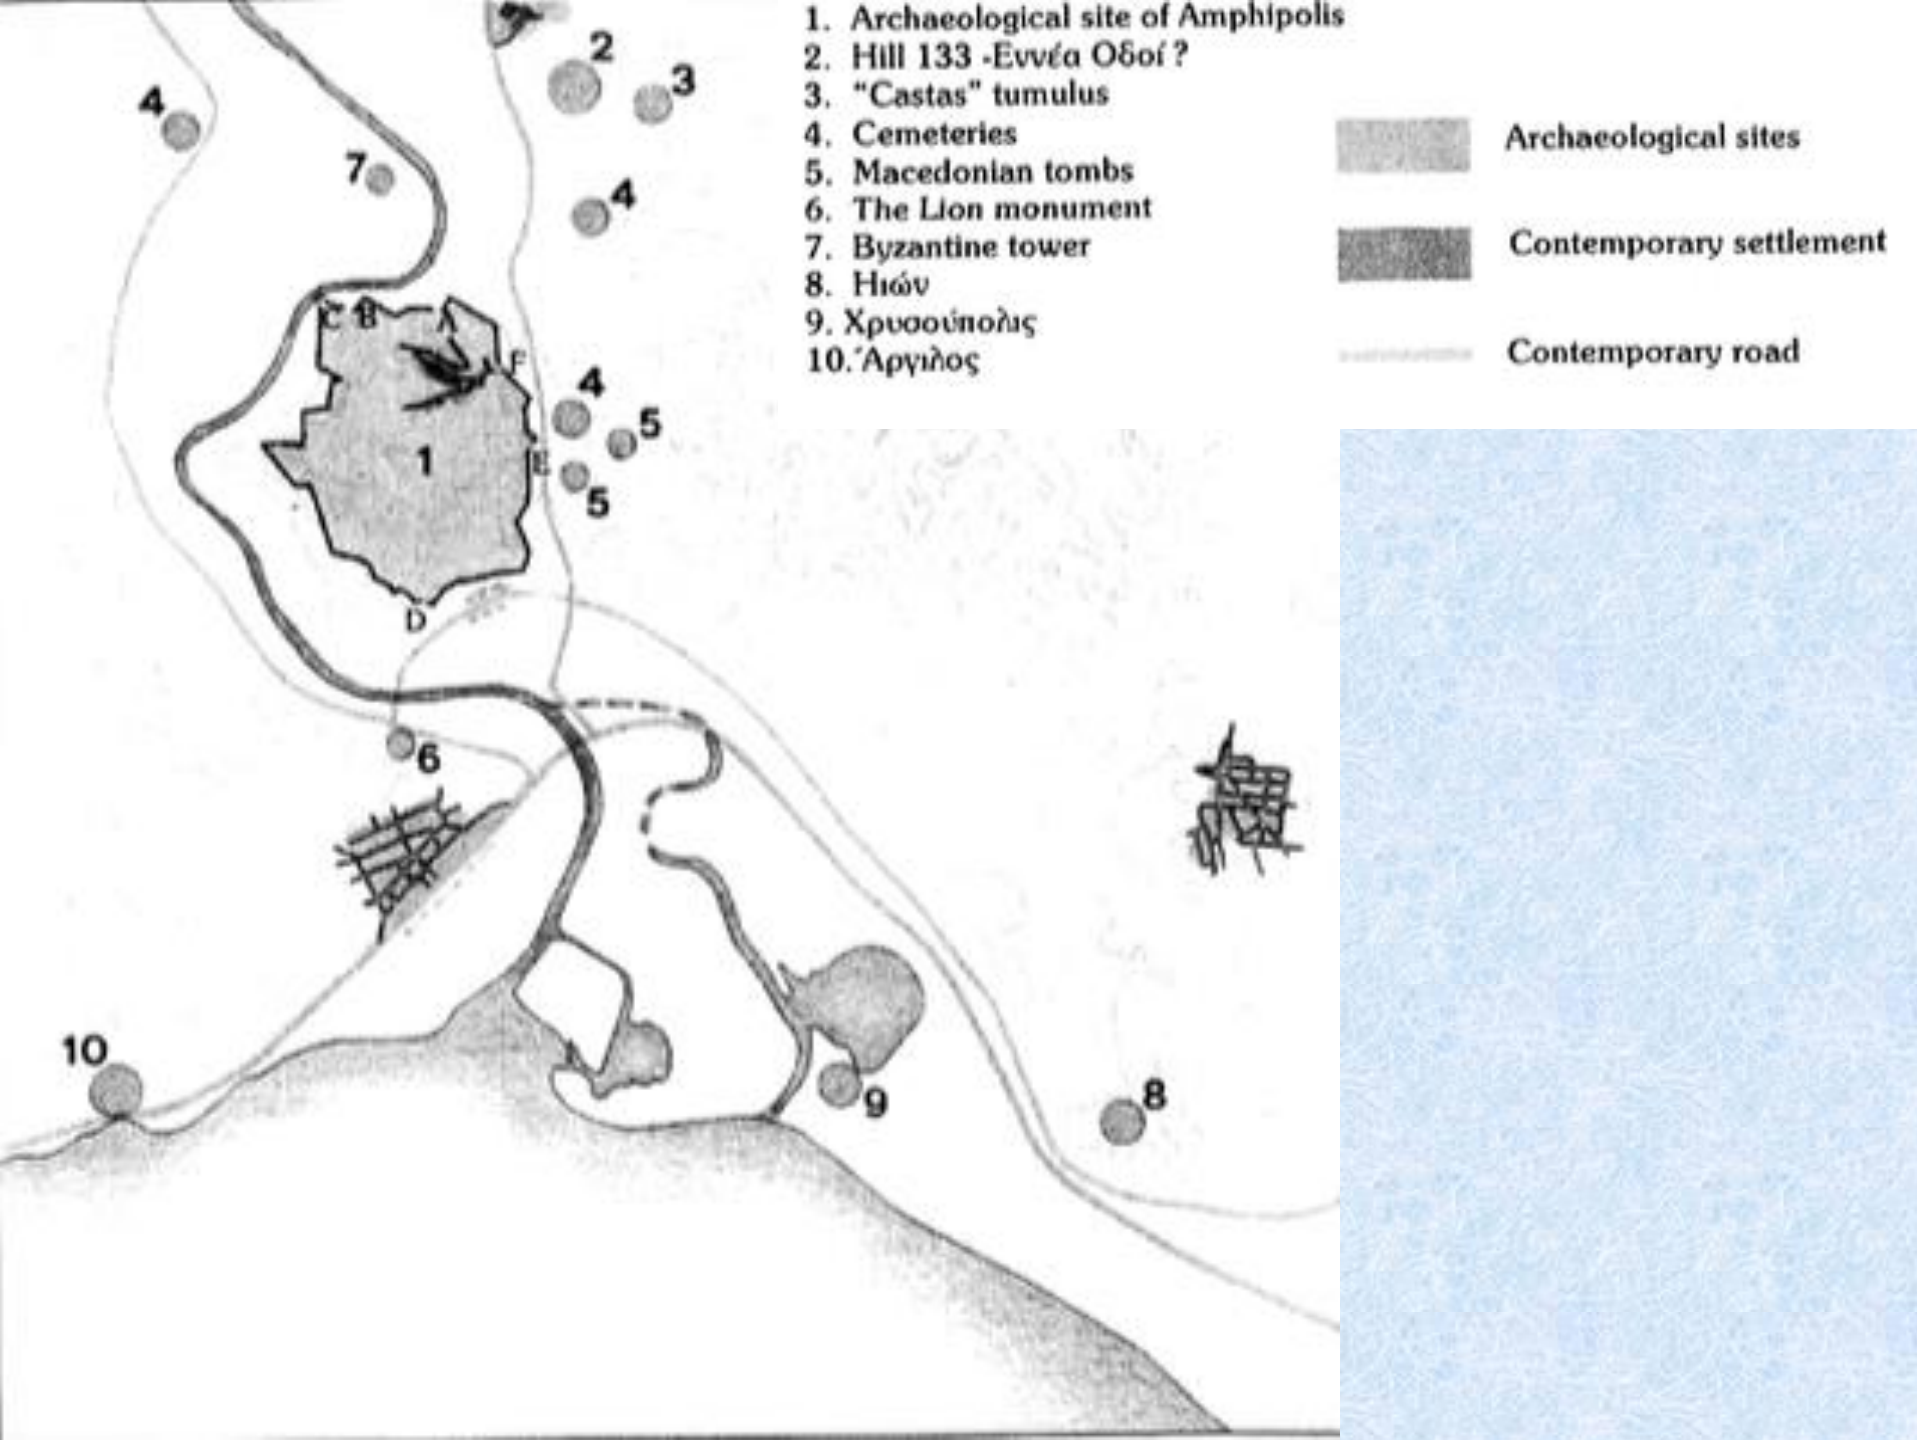 1. Archaeological site of Amphipolis
2. Hill 133 -Εννέα Οδοί ?
3. “Castas” tumulus
4. Cemeteries
5. Macedonian tombs
6. The Lion monument
7. Byzantine tower
8. Ηιών
9. Χρυσούπολις
10. Άργιλος
Archaeological sites
Contemporary settlement
Contemporary road
2
3
4
7
4
C B A
F
4
5
1
E
5
D
6
10
9
8